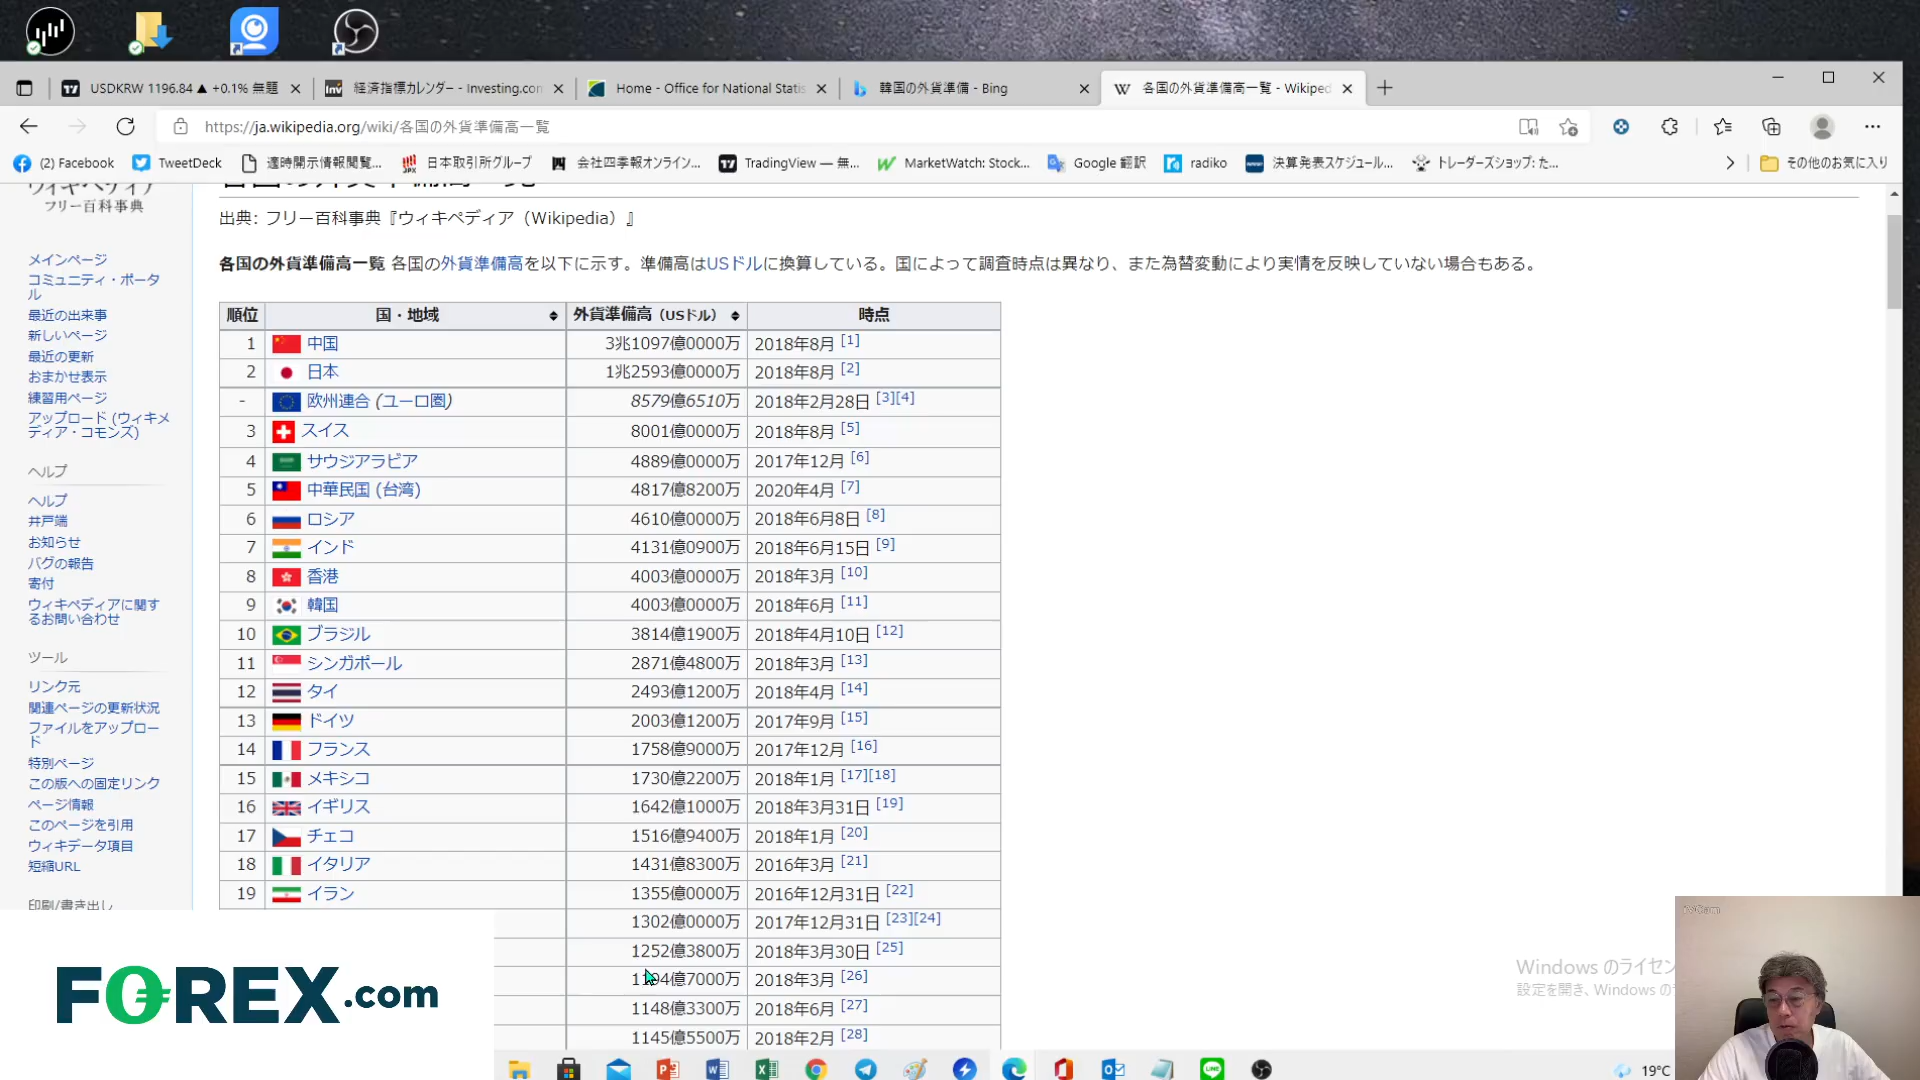 USDKRW 1196.84 ▲ +0.1% 無題
経済指標カレンダー - Investing.con
Home - Office for National Statis
韓国の外貨準備 - Bing
各国の外貨準備高一覧 - Wikiped
https://ja.wikipedia.org/wiki/各国の外貨準備高一覧
(2) Facebook
TweetDeck
適時開示情報閲覧...
日本取引所グループ
会社四季報オンライン...
TradingView — 無...
MarketWatch: Stock...
Google 翻訳
radiko
決算発表スケジュール...
トレーダーズショップ: た...
その他のお気に入り
ウィキペディア
フリー百科事典
メインページ
コミュニティ・ポータ
ル
最近の出来事
新しいページ
最近の更新
おまかせ表示
練習用ページ
アップロード (ウィキメ
ディア・コモンズ)
ヘルプ
ヘルプ
井戸端
お知らせ
バグの報告
寄付
ウィキペディアに関す
るお問い合わせ
ツール
リンク元
関連ページの更新状況
ファイルをアップロー
ド
特別ページ
この版への固定リンク
ページ情報
このページを引用
ウィキデータ項目
短縮URL
印刷/書き出し
各国の外貨準備高一覧
出典: フリー百科事典『ウィキペディア（Wikipedia）』
各国の外貨準備高一覧 各国の外貨準備高を以下に示す。準備高はUSドルに換算している。国によって調査時点は異なり、また為替変動により実情を反映していない場合もある。
順位 国・地域 外貨準備高（USドル） 時点
1 中国 3兆1097億0000万 2018年8月 [1]
2 日本 1兆2593億0000万 2018年8月 [2]
- 欧州連合 (ユーロ圏) 8579億6510万 2018年2月28日 [3][4]
3 スイス 8001億0000万 2018年8月 [5]
4 サウジアラビア 4889億0000万 2017年12月 [6]
5 中華民国 (台湾) 4817億8200万 2020年4月 [7]
6 ロシア 4610億0000万 2018年6月8日 [8]
7 インド 4131億0900万 2018年6月15日 [9]
8 香港 4003億0000万 2018年3月 [10]
9 韓国 4003億0000万 2018年6月 [11]
10 ブラジル 3814億1900万 2018年4月10日 [12]
11 シンガポール 2871億4800万 2018年3月 [13]
12 タイ 2493億1200万 2018年4月 [14]
13 ドイツ 2003億1200万 2017年9月 [15]
14 フランス 1758億9000万 2017年12月 [16]
15 メキシコ 1730億2200万 2018年1月 [17][18]
16 イギリス 1642億1000万 2018年3月31日 [19]
17 チェコ 1516億9400万 2018年1月 [20]
18 イタリア 1431億8300万 2016年3月 [21]
19 イラン 1355億0000万 2016年12月31日 [22]
1302億0000万 2017年12月31日 [23][24]
1252億3800万 2018年3月30日 [25]
2018年3月 [26]
1148億3300万 2018年6月 [27]
1145億5500万 2018年2月 [28]
FOREX.com
Windows のライセン
設定を開き、Windows の
19°C